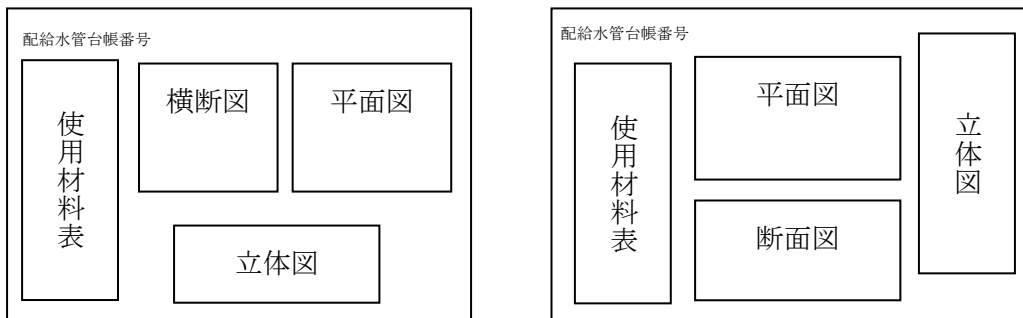 配給水管台帳番号
使用材料表
横断図
平面図
立体図
配給水管台帳番号
使用材料表
平面図
断面図
立体図